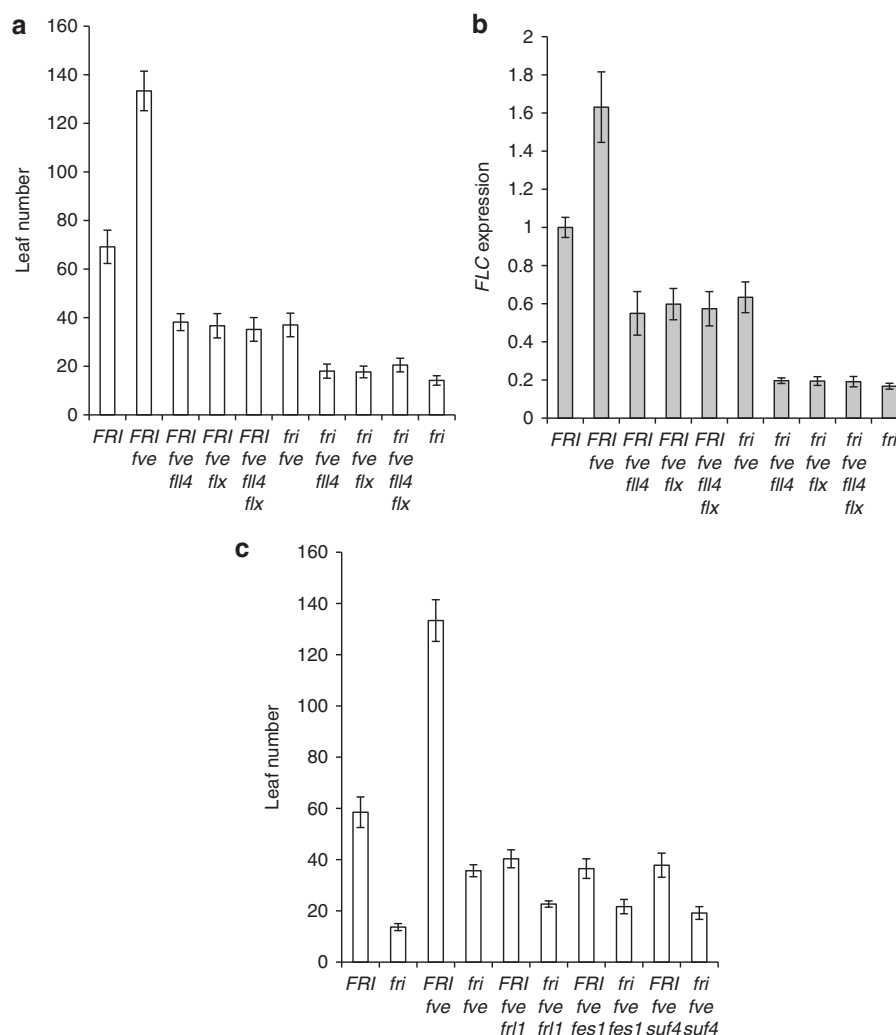 a
160
140
120
100
80
60
40
20
0
Leaf number
FRI FRI FRI FRI FRI fri fri fri fri fri
fve fve fve fve fve fve fve fve
fll4 flx fll4 fll4 flx fll4
flx flx
b
2
1.8
1.6
1.4
1.2
1
0.8
0.6
0.4
0.2
0
FLC expression
FRI FRI FRI FRI FRI fri fri fri fri fri
fve fve fve fve fve fve fve fve
fll4 flx fll4 fll4 flx fll4
flx flx
c
160
140
120
100
80
60
40
20
0
Leaf number
FRI fri FRI fri FRI fri FRI fri FRI fri
fve fve fve fve fve fve fve fve
frl1 frl1 fes1 fes1 suf4 suf4